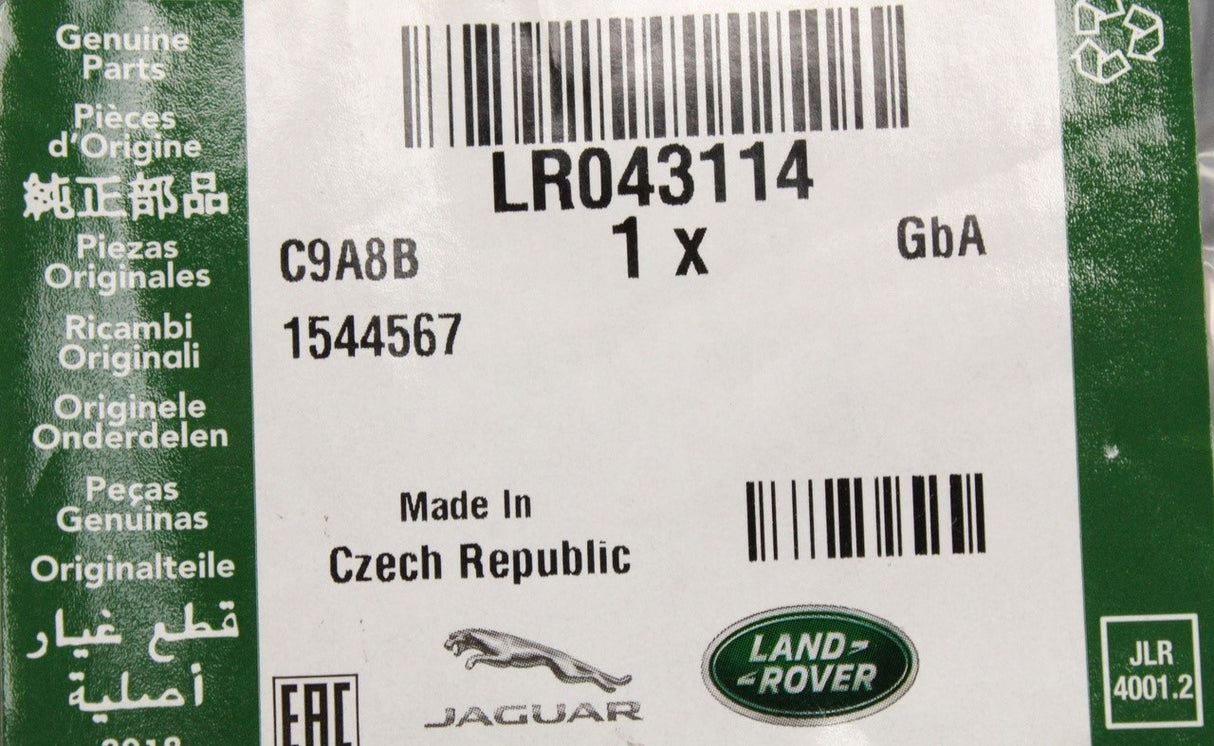 Genuine
Parts
Pièces
d'Origine
純正部品
Piezas
Originales
Ricambi
Originali
Originele
Onderdelen
Peças
Genuinas
Originalteile
قطع غيار
أصلية
LR043114
1 x
C9A8B
GbA
1544567
Made In
Czech Republic
EAC
JAGUAR
LAND-
-ROVER
JLR
4001.2